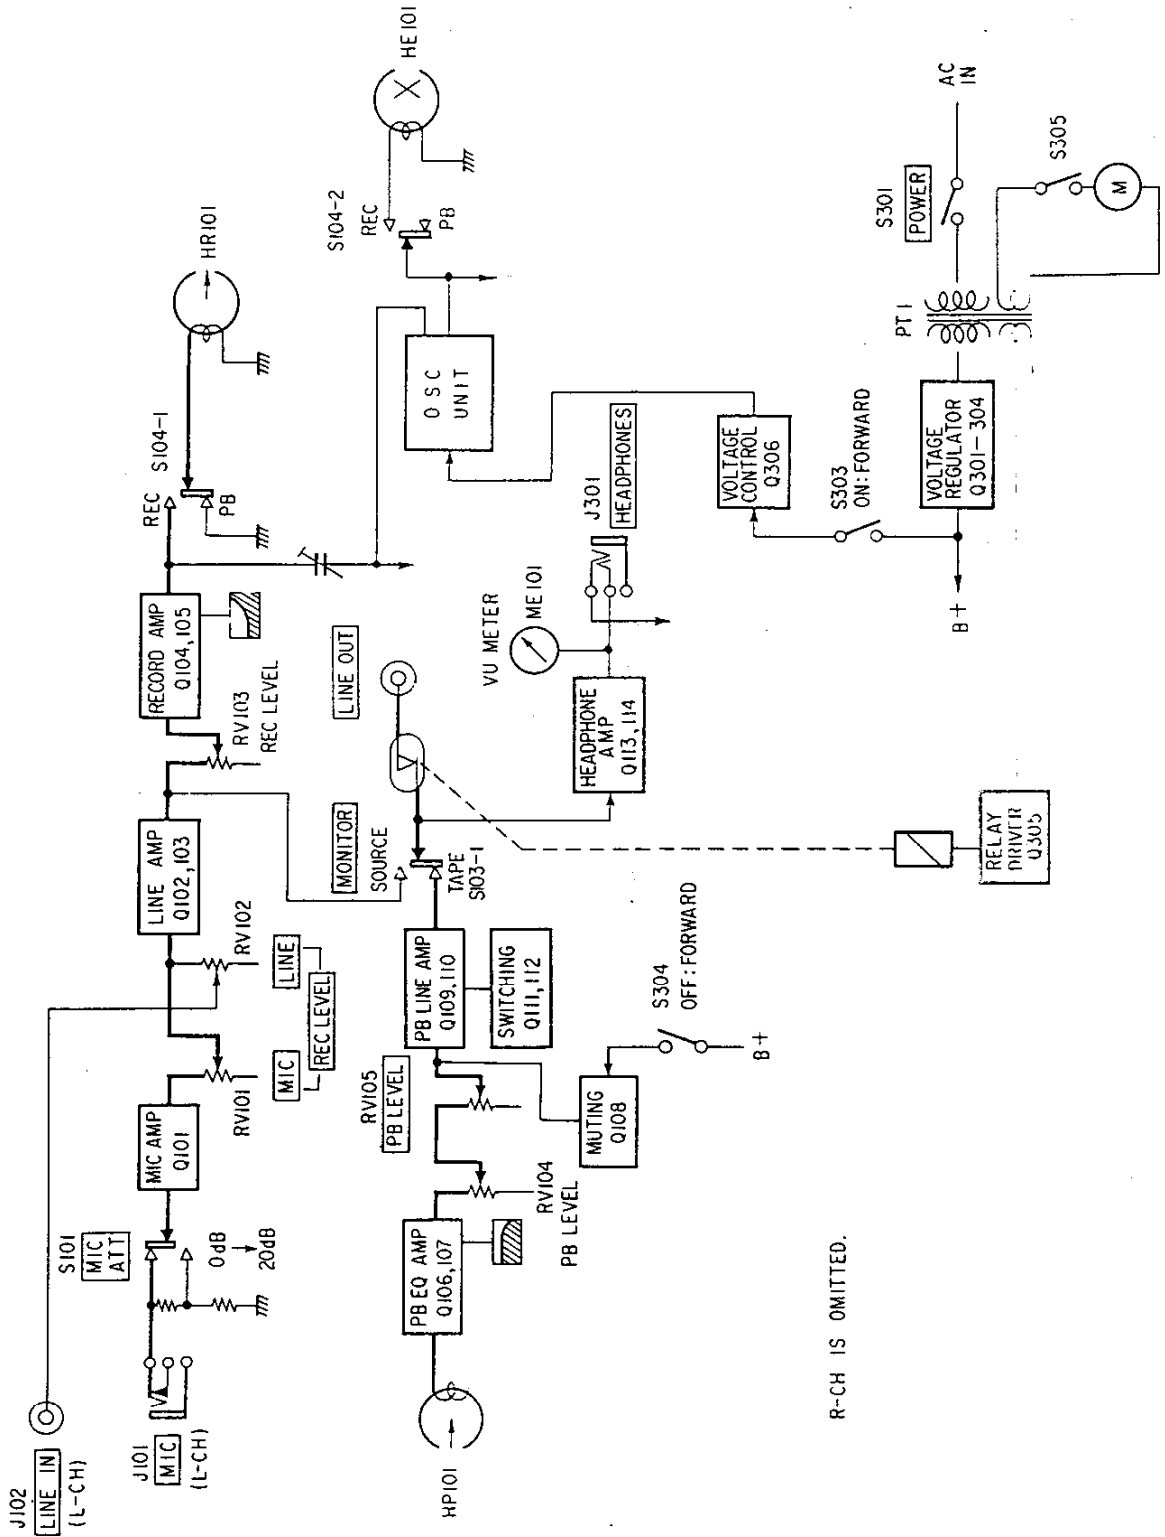 J102
LINE IN
(L-CH)
J101
MIC
(L-CH)
S101
MIC
ATT
0dB
20dB
MIC AMP
Q101
RV101
MIC
REC LEVEL
LINE
RV102
LINE AMP
Q102,103
RV103
REC LEVEL
RECORD AMP
Q104,105
REC
S104-1
PB
HR101
HP101
PB EQ AMP
Q106,107
RV104
PB LEVEL
RV105
PB LEVEL
PB LINE AMP
Q109,110
SWITCHING
Q111,112
MUTING
Q108
S304
OFF:FORWARD
B+
MONITOR
SOURCE
TAPE
S103-1
LINE OUT
HEADPHONE
AMP
Q113,114
VU METER
ME101
J301
HEADPHONES
OSC
UNIT
S104-2
REC
PB
HE101
RELAY
DRIVER
Q305
VOLTAGE
CONTROL
Q306
S303
ON:FORWARD
B+
VOLTAGE
REGULATOR
Q301-304
PT1
S301
POWER
AC
IN
S305
M
R-CH IS OMITTED.